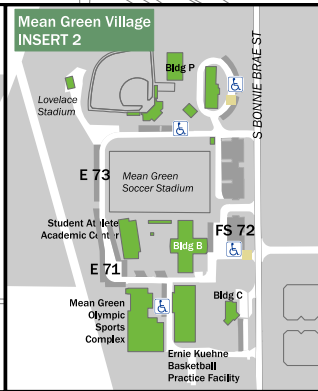 Mean Green Village
INSERT 2
Bldg P
Lovelace
Stadium
S BONNIE BRAE ST
E 73
Mean Green
Soccer Stadium
Student Athlete
Academic Center
FS 72
Bldg B
E 71
Mean Green
Olympic
Sports
Complex
Bldg C
Ernie Kuehne
Basketball
Practice Facility